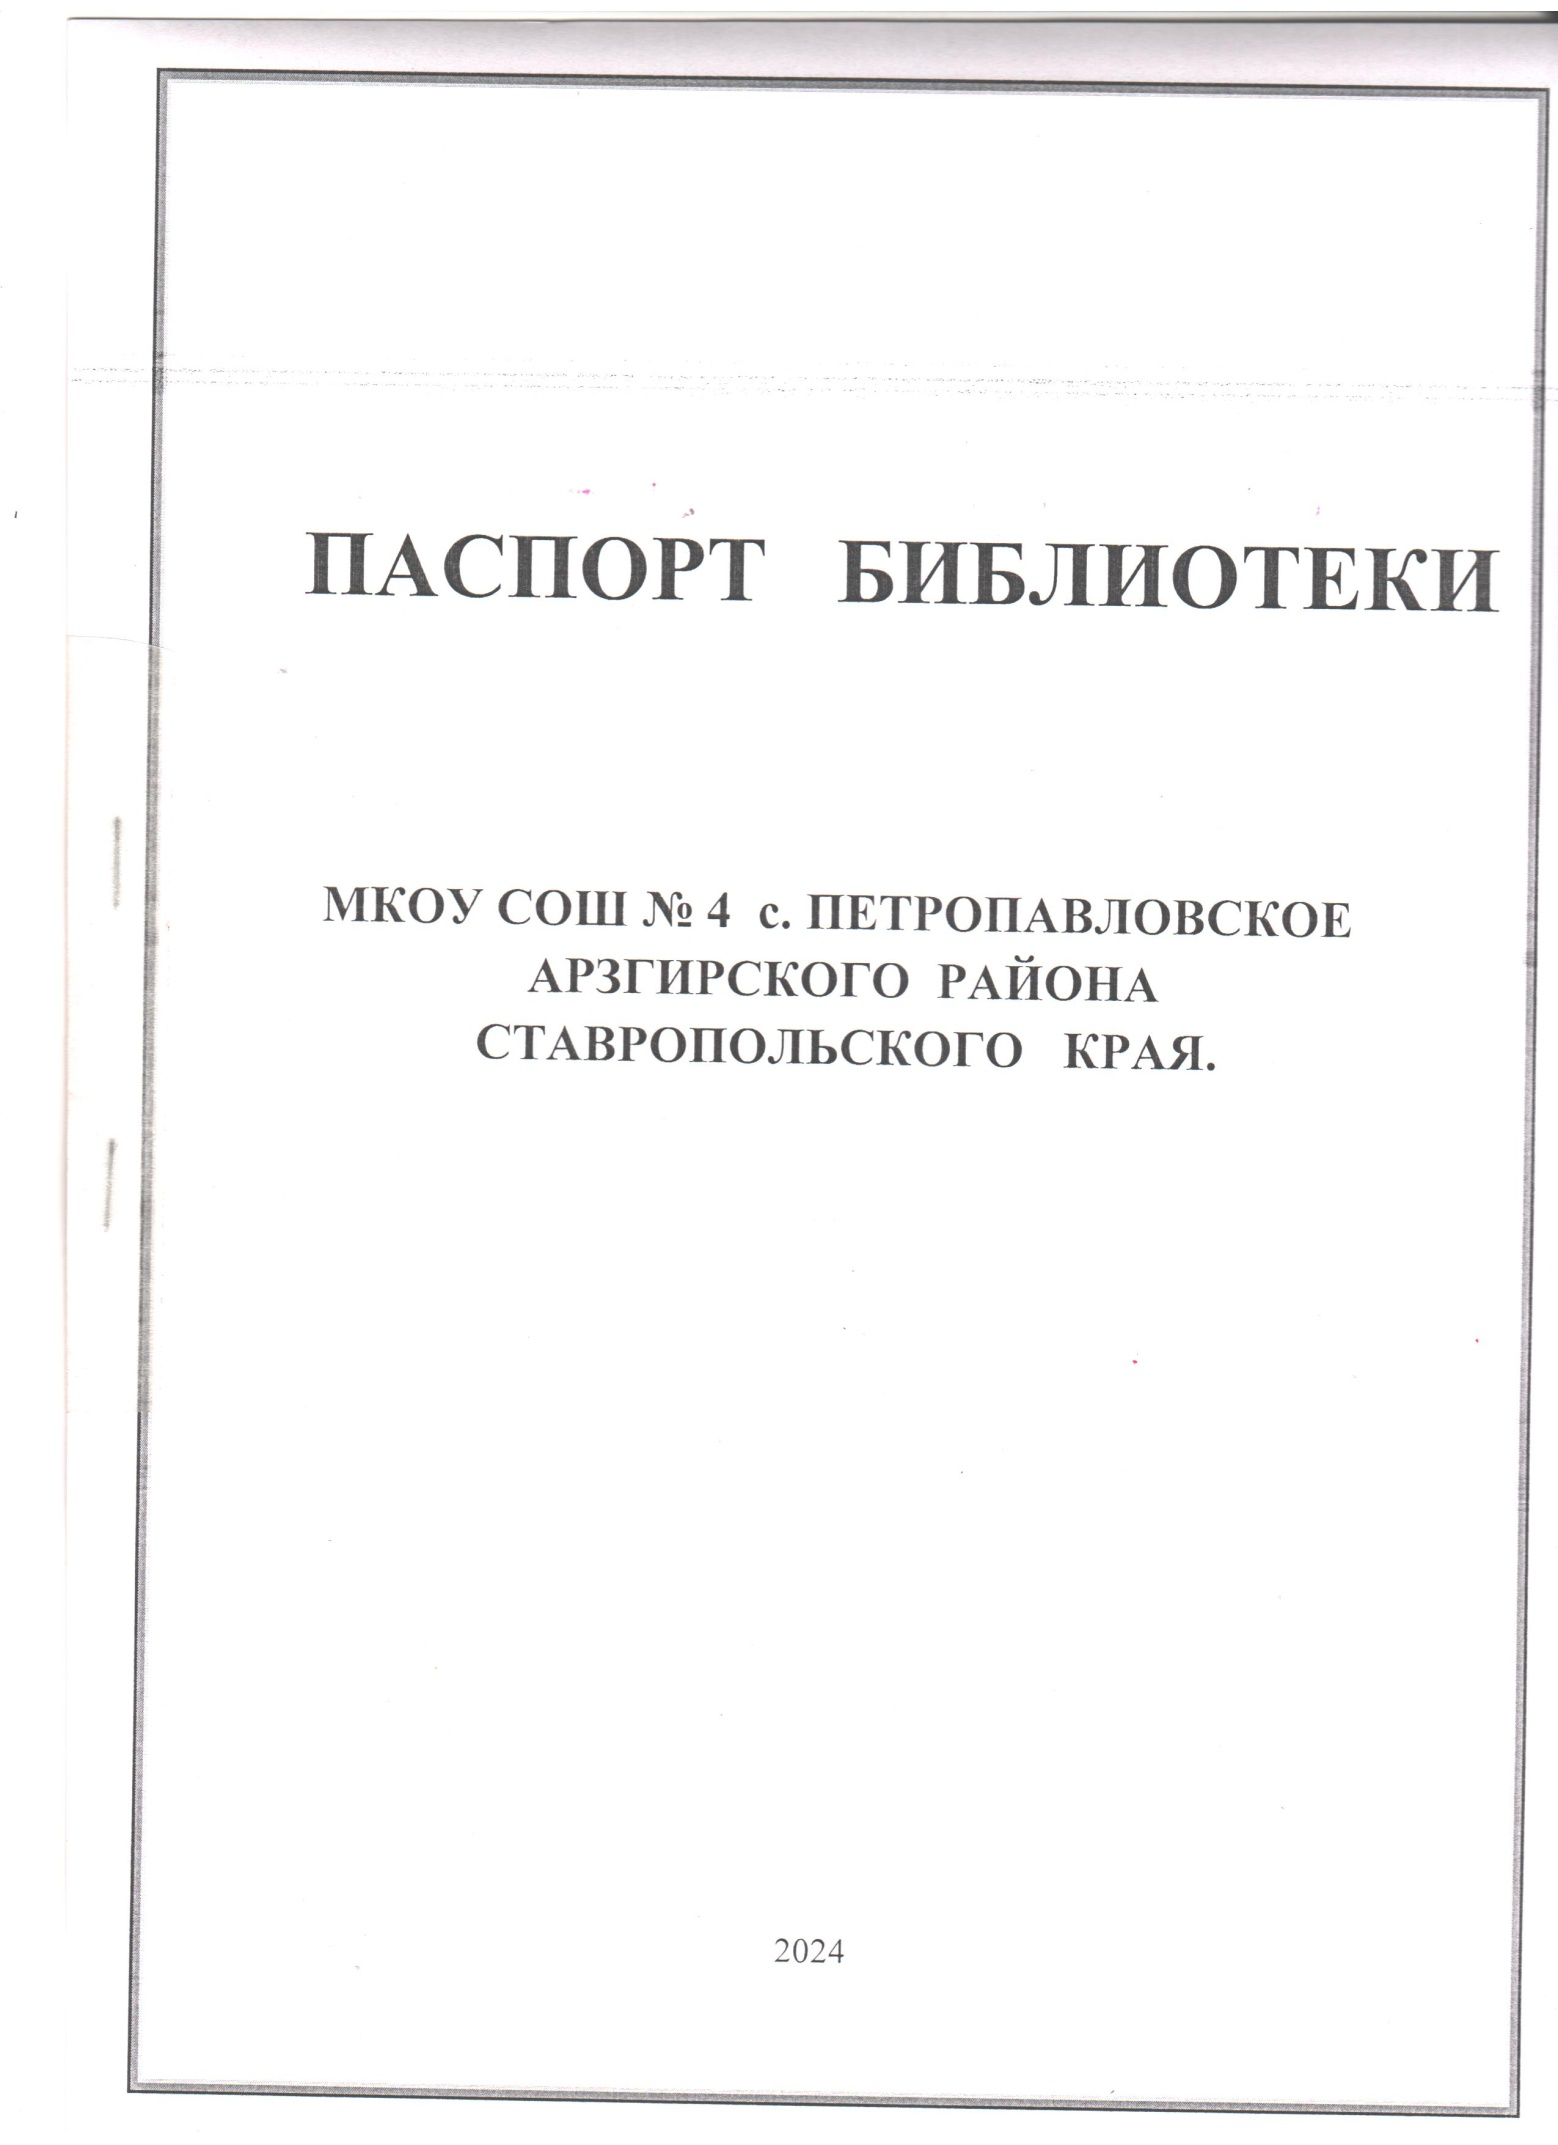 ПАСПОРТ БИБЛИОТЕКИ
МКОУ СОШ № 4 с. ПЕТРОПАВЛОВСКОЕ
АРЗГИРСКОГО РАЙОНА
СТАВРОПОЛЬСКОГО КРАЯ.
2024